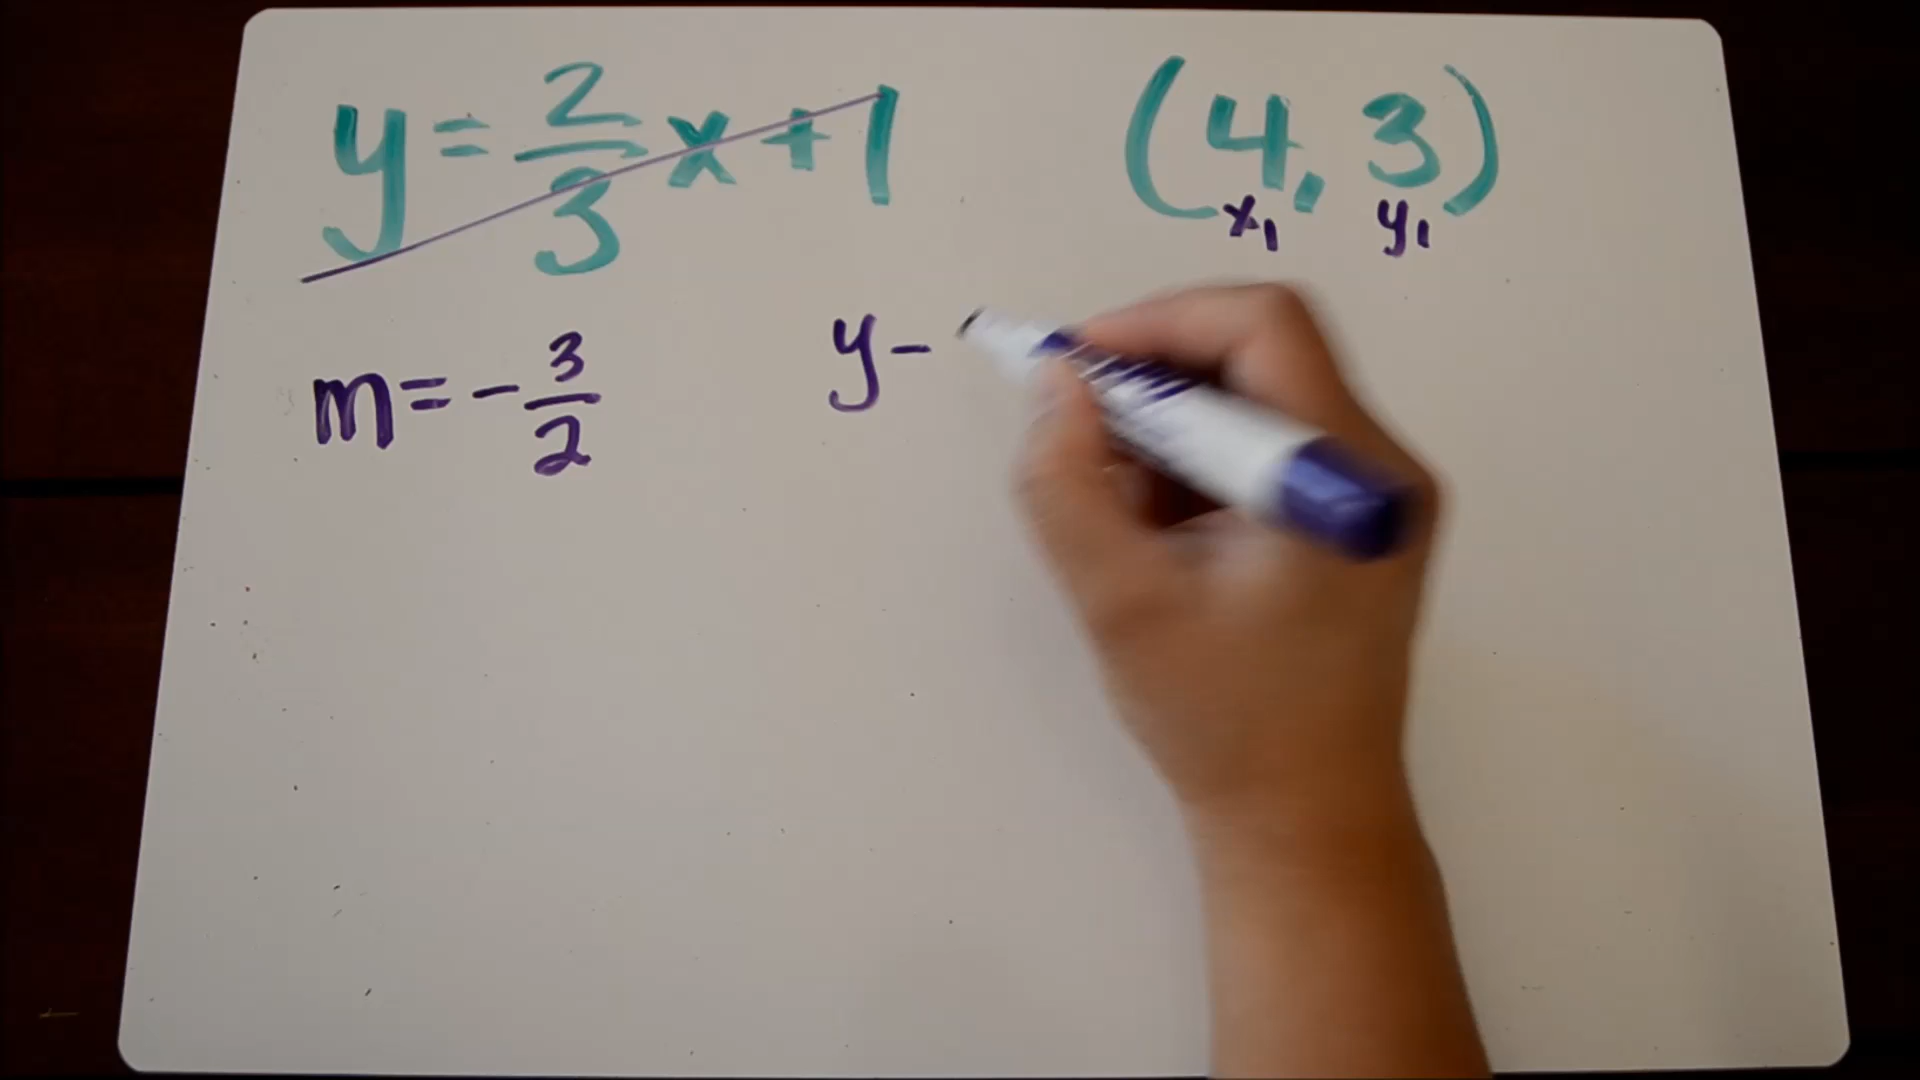 y = 2/3 x + 1
(4, 3)
x₁ y₁
m = - 3/2
y -